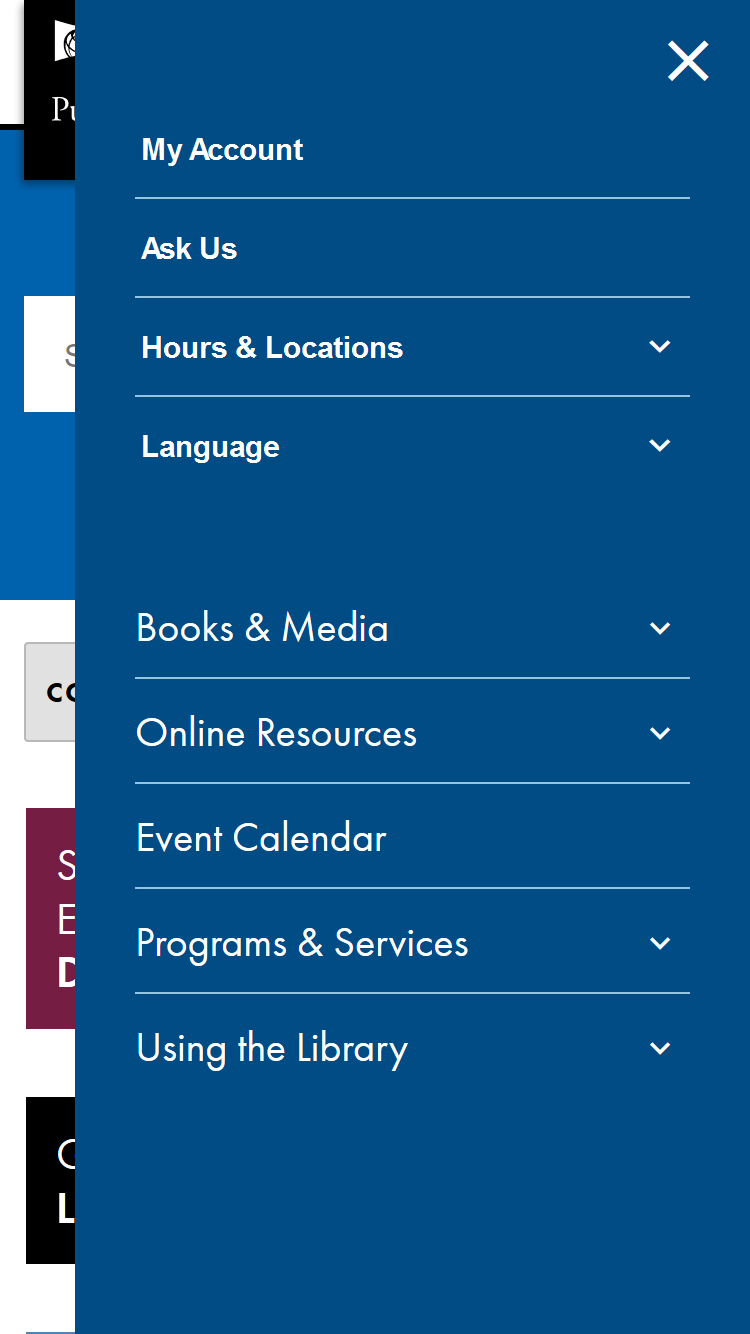 My Account
Ask Us
Hours & Locations
Language
Books & Media
Online Resources
Event Calendar
Programs & Services
Using the Library